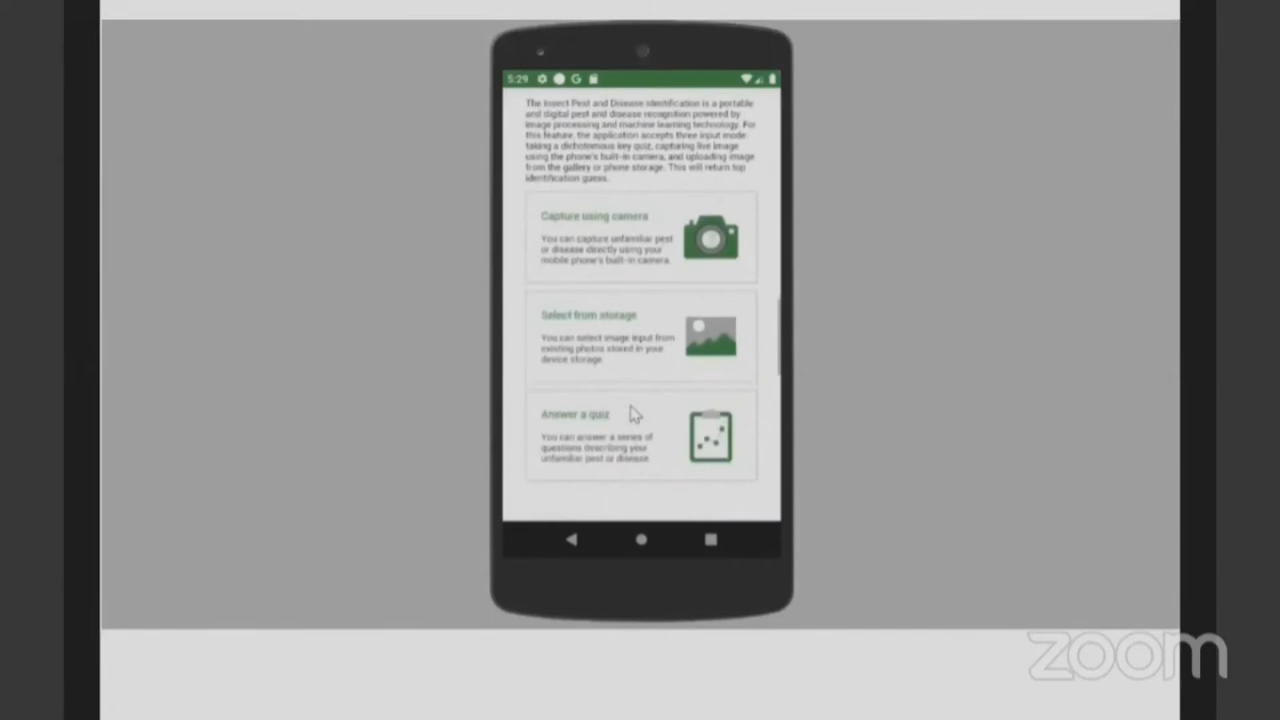 5:29
The Insect Pest and Disease identification is a portable
and digital pest and disease recognition powered by
image processing and machine learning technology. For
this feature, the application accepts three input mode:
taking a dichotomous key quiz, capturing live image
using the phone's built-in camera, and uploading image
from the gallery or phone storage. This will return top
identification guess.
Capture using camera
You can capture unfamiliar pest
or disease directly using your
mobile phone's built-in camera.
Select from storage
You can select image input from
existing photos stored in your
device storage.
Answer a quiz
You can answer a series of
questions describing your
unfamiliar pest or disease
zoom